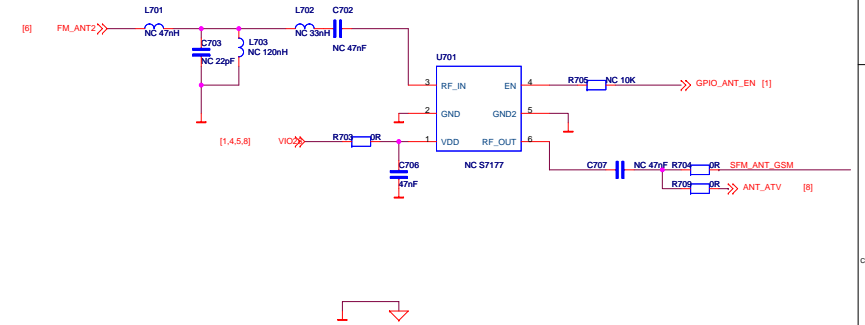 L701
L702
C702
[6]
FM_ANT2
NC 47nH
C703
NC 22pF
L703
NC 120nH
NC 33nH
NC 47nF
U701
3
RF_IN
EN
4
R705
NC 10K
GPIO_ANT_EN
[1]
2
GND
GND2
5
[1,4,5,8]
R703
0R
1
VDD
RF_OUT
6
C706
47nF
NC S7177
C707
NC 47nF
R704
0R
SFM_ANT_GSM
R709
0R
ANT_ATV
[8]
C